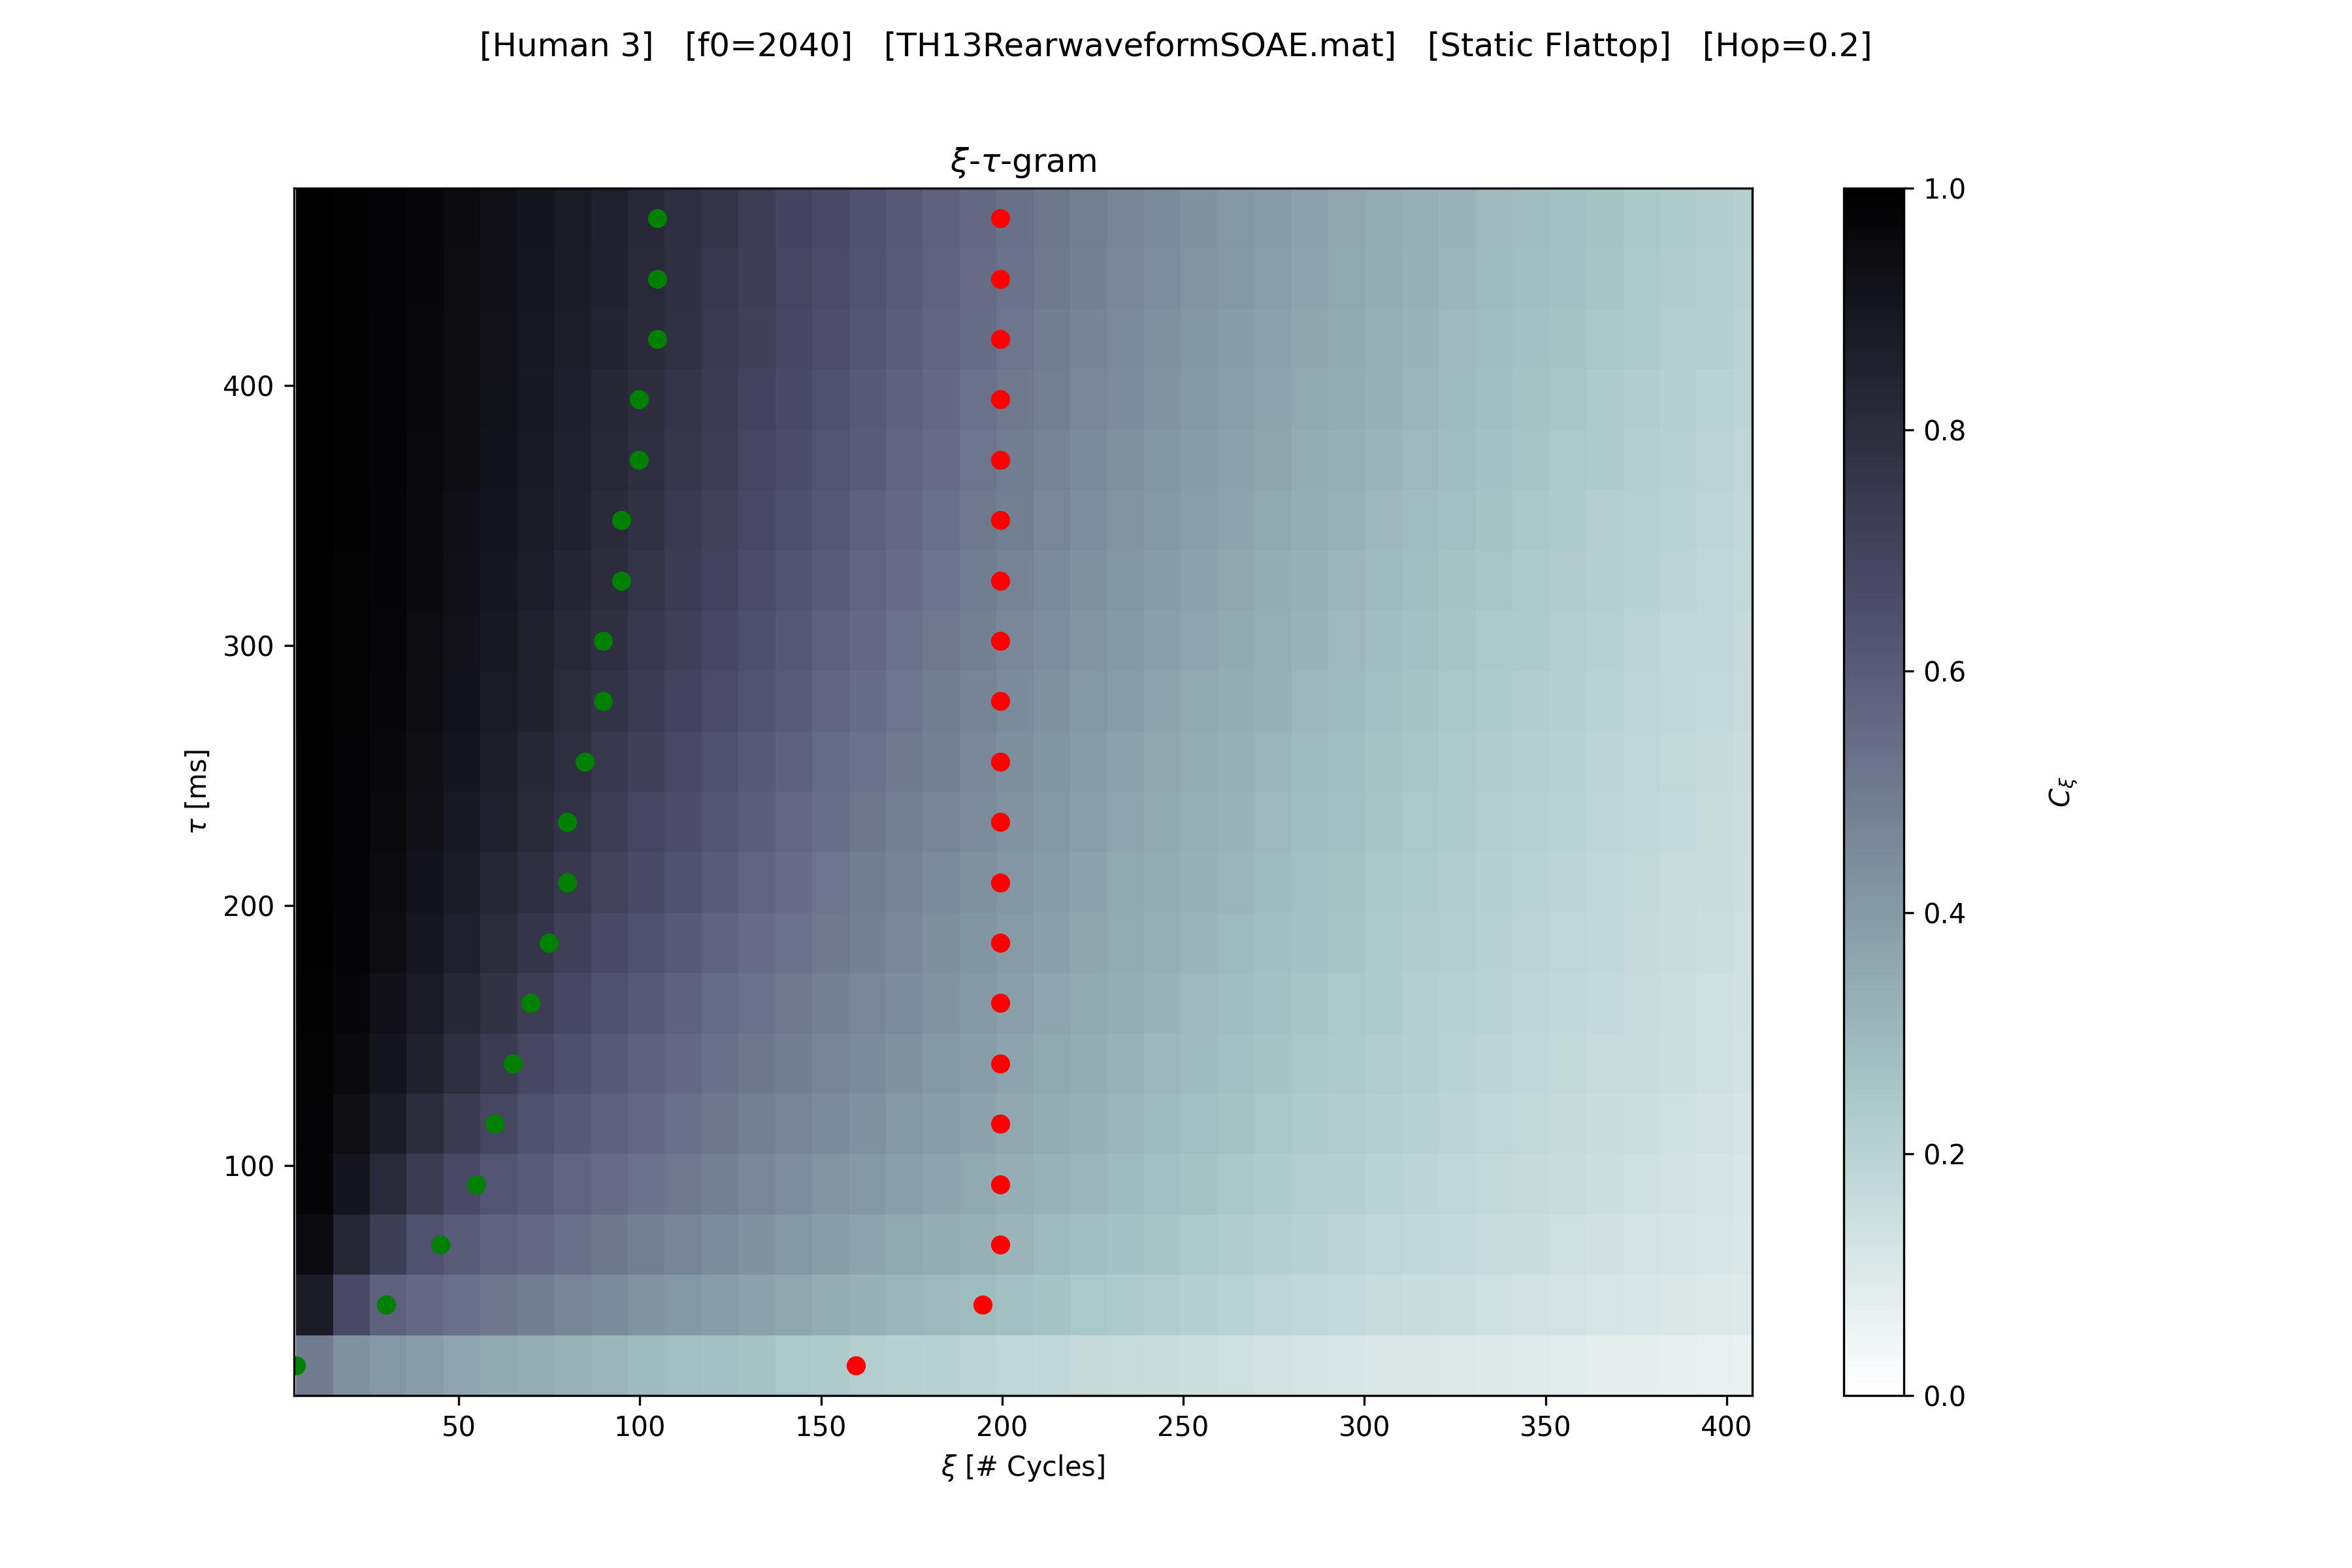 [Human 3]   [f0=2040]   [TH13RearwaveformSOAE.mat]   [Static Flattop]   [Hop=0.2]
ξ-τ-gram
400
300
200
100
τ [ms]
50 100 150 200 250 300 350 400
ξ [# Cycles]
1.0
0.8
0.6
0.4
0.2
0.0
Cξ